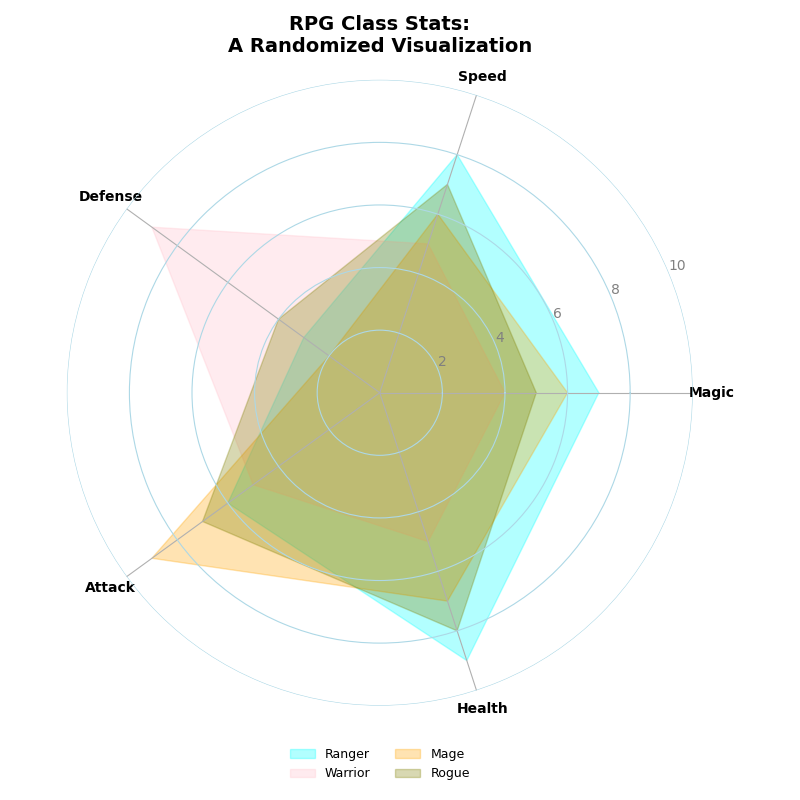 RPG Class Stats:
A Randomized Visualization
Speed
Defense
10
8
6
4
2
Magic
Attack
Health
Ranger
Mage
Warrior
Rogue